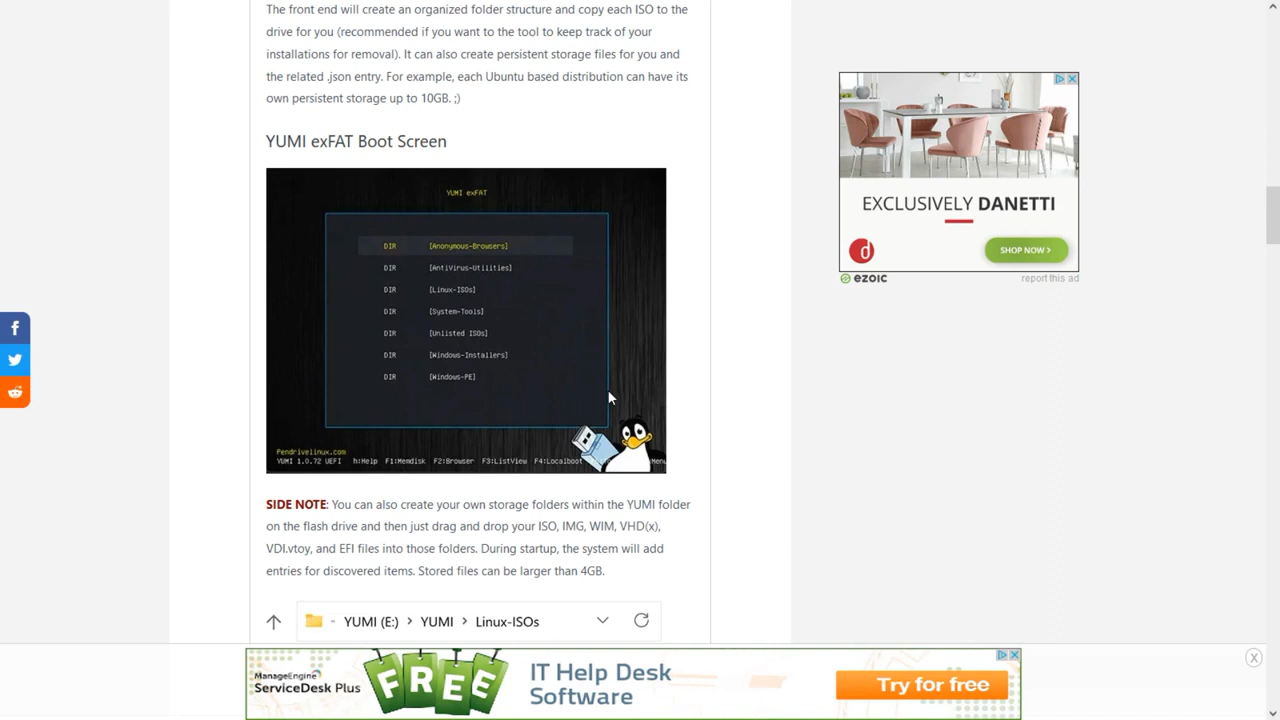 The front end will create an organized folder structure and copy each ISO to the
drive for you (recommended if you want to the tool to keep track of your
installations for removal). It can also create persistent storage files for you and
the related .json entry. For example, each Ubuntu based distribution can have its
own persistent storage up to 10GB. ;)
YUMI exFAT Boot Screen
YUMI exFAT
DIR [Anonymous-Browsers]
DIR [AntiVirus-Utilities]
DIR [Linux-ISOs]
DIR [System-Tools]
DIR [Unlisted ISOs]
DIR [Windows-Installers]
DIR [Windows-PE]
Pendrivelinux.com
YUMI 1.0.72 UEFI h:Help F1:Memdisk F2:Browser F3:ListView F4:Localboot
SIDE NOTE: You can also create your own storage folders within the YUMI folder
on the flash drive and then just drag and drop your ISO, IMG, WIM, VHD(x),
VDI.vtoy, and EFI files into those folders. During startup, the system will add
entries for discovered items. Stored files can be larger than 4GB.
YUMI (E:) > YUMI > Linux-ISOs
EXCLUSIVELY DANETTI
d
SHOP NOW >
ezoic
report this ad
ManageEngine
ServiceDesk Plus
FREE
IT Help Desk
Software
Try for free